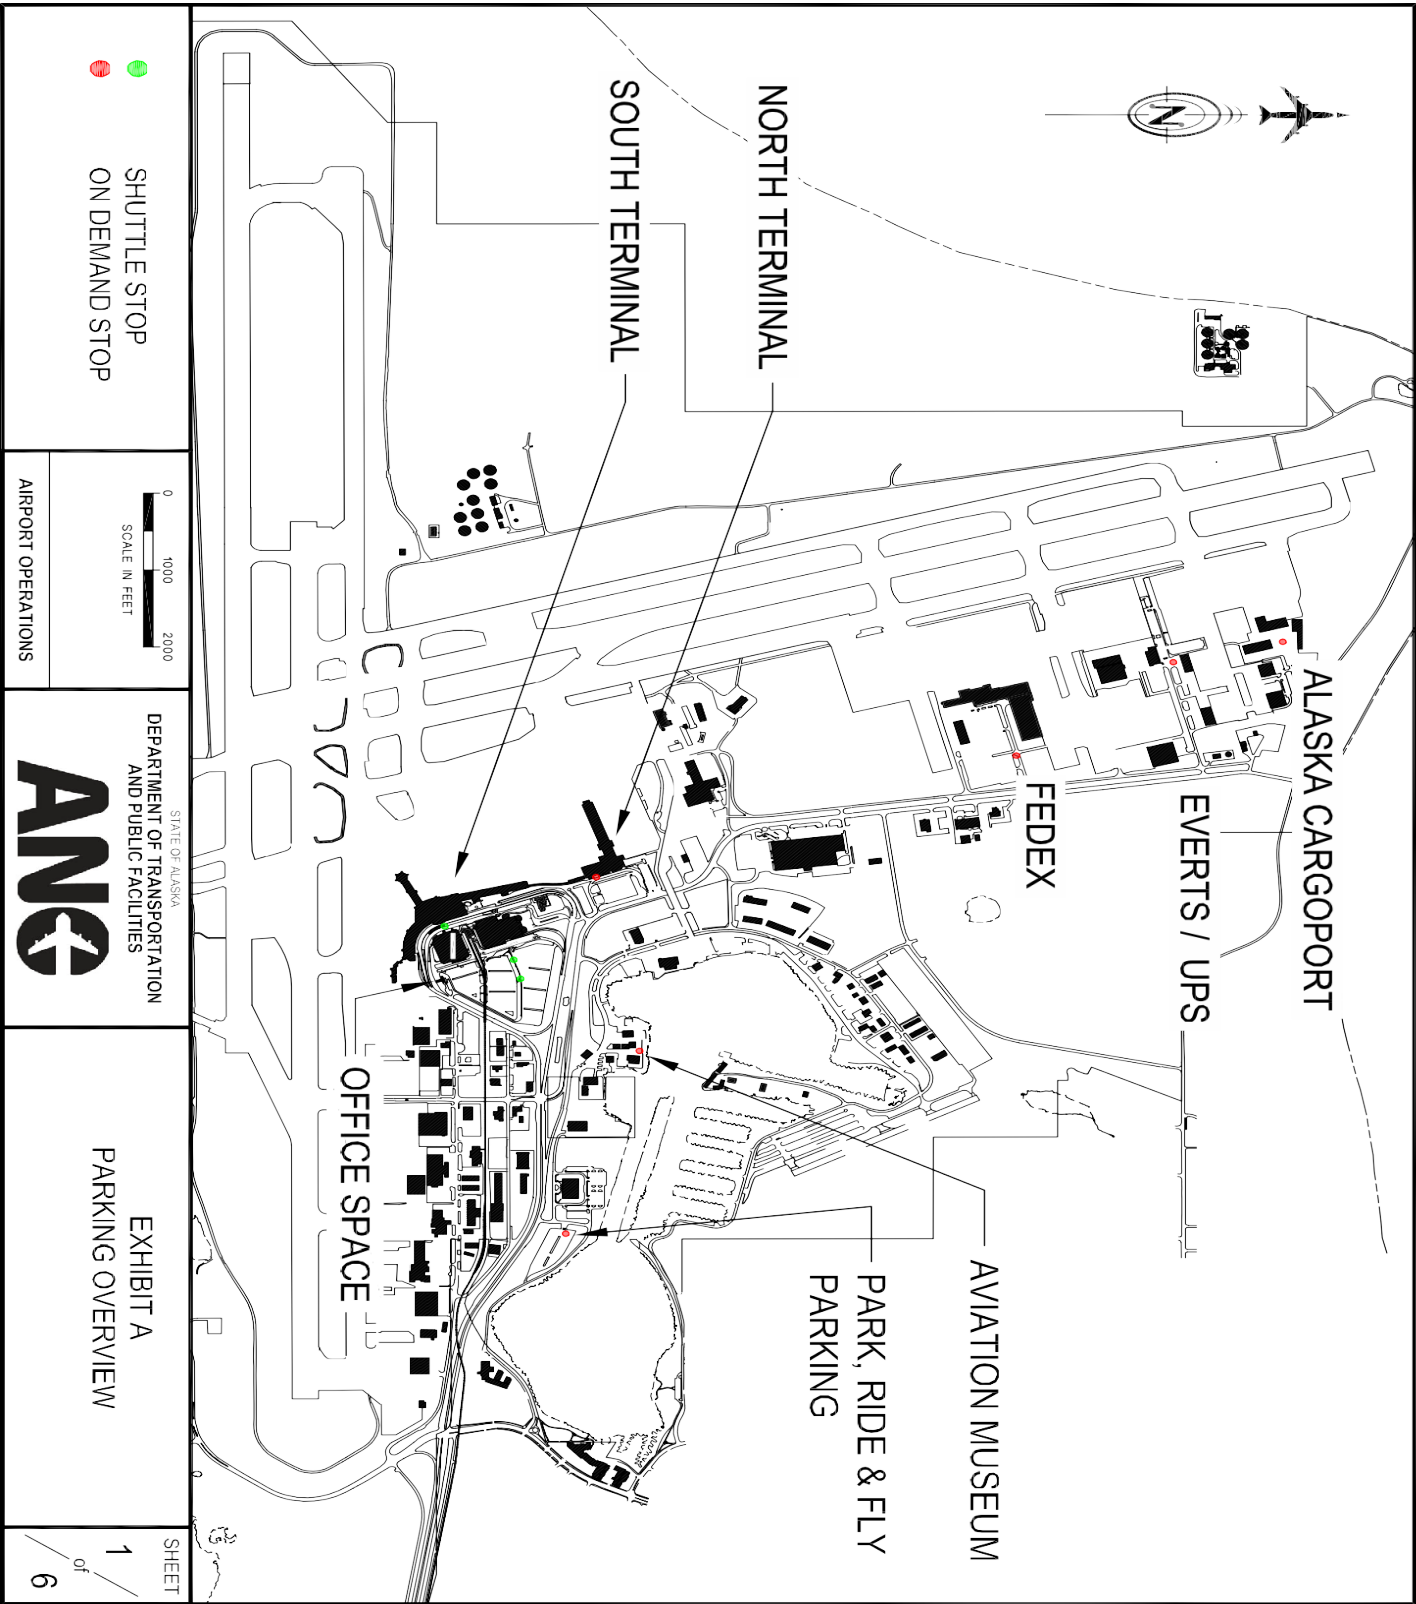 N
ALASKA CARGOPORT
EVERTS / UPS
FEDEX
NORTH TERMINAL
SOUTH TERMINAL
AVIATION MUSEUM
PARK, RIDE & FLY
PARKING
OFFICE SPACE
SHUTTLE STOP
ON DEMAND STOP
0 1000 2000
SCALE IN FEET
AIRPORT OPERATIONS
STATE OF ALASKA
DEPARTMENT OF TRANSPORTATION
AND PUBLIC FACILITIES
ANC
EXHIBIT A
PARKING OVERVIEW
SHEET
1
of
6